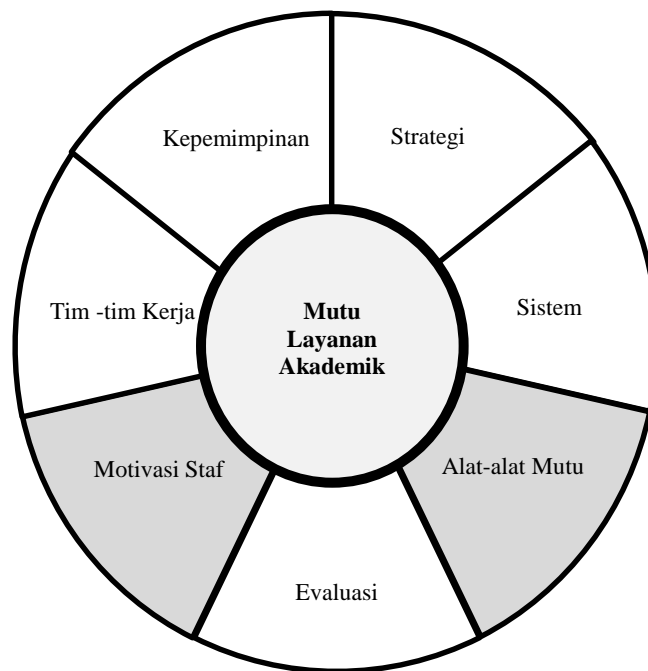 Kepemimpinan
Strategi
Tim -tim Kerja
Mutu
Layanan
Akademik
Sistem
Motivasi Staf
Alat-alat Mutu
Evaluasi